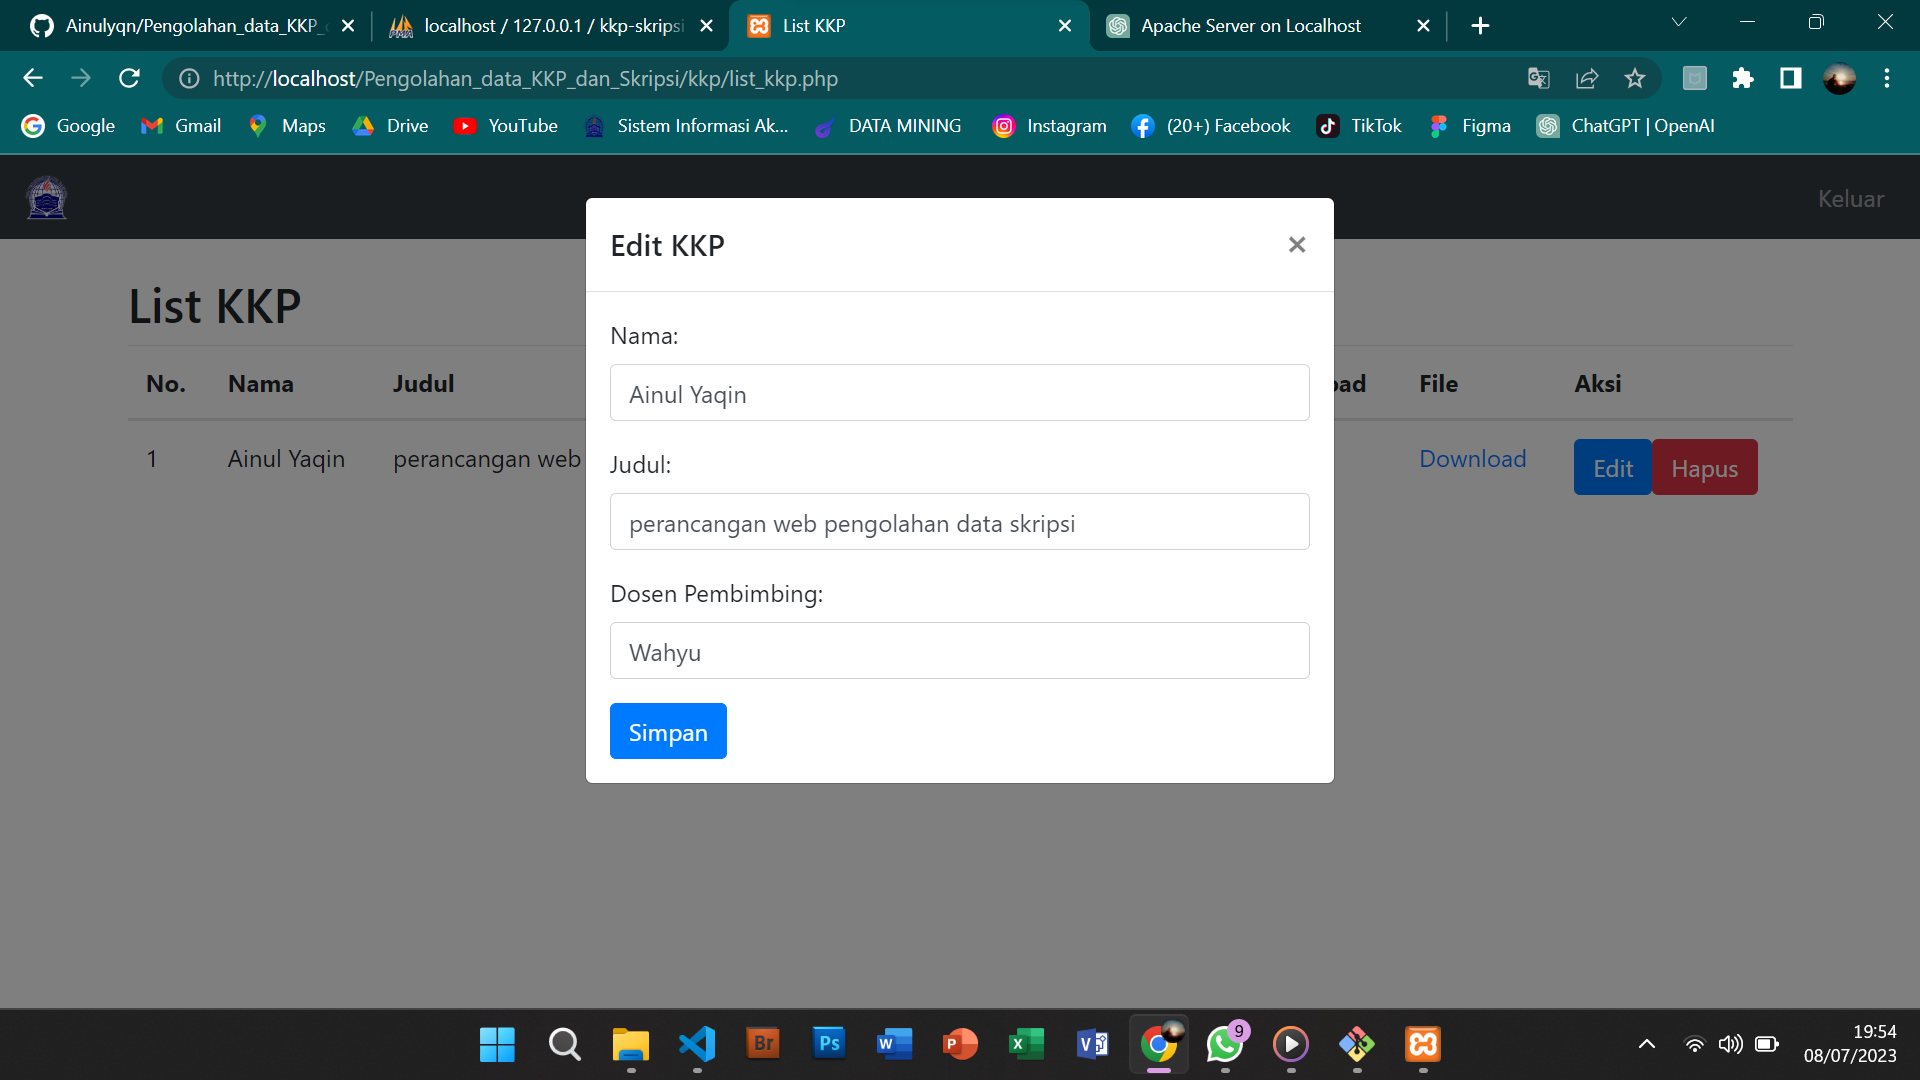 Ainulyqn/Pengolahan_data_KKP_
localhost / 127.0.0.1 / kkp-skripsi
List KKP
Apache Server on Localhost
http://localhost/Pengolahan_data_KKP_dan_Skripsi/kkp/list_kkp.php
Google
Gmail
Maps
Drive
YouTube
Sistem Informasi Ak...
DATA MINING
Instagram
(20+) Facebook
TikTok
Figma
ChatGPT | OpenAI
Keluar
Edit KKP
×
List KKP
Nama:
Ainul Yaqin
Judul:
perancangan web pengolahan data skripsi
Dosen Pembimbing:
Wahyu
Simpan
No.
Nama
Judul
oad
File
Aksi
1
Ainul Yaqin
perancangan web
Download
Edit
Hapus
Br
Ps
W
P
X
V
9
19:54
08/07/2023